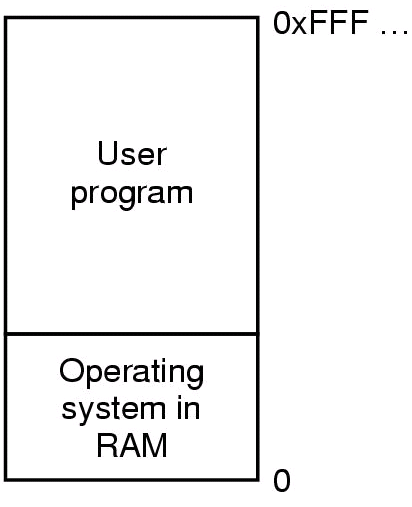 0xFFF …
User
program
Operating
system in
RAM
0